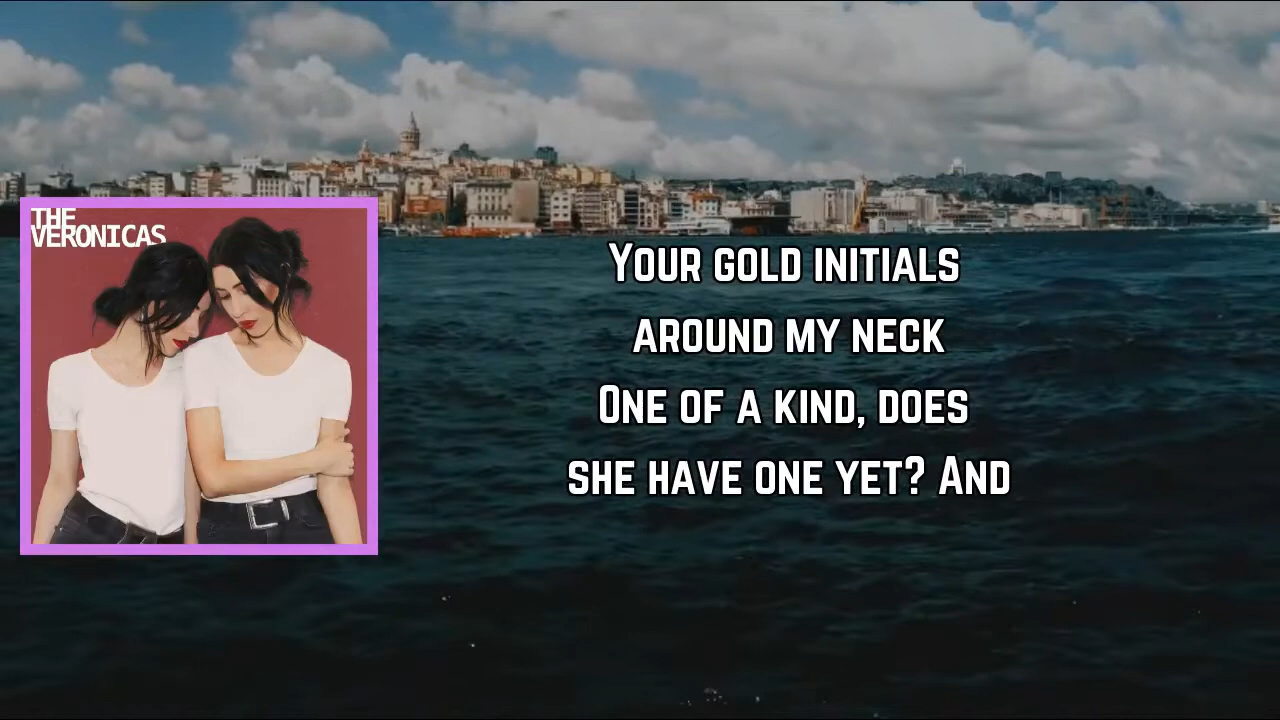 THE
VERONICAS
Your gold initials
around my neck
One of a kind, does
she have one yet? And